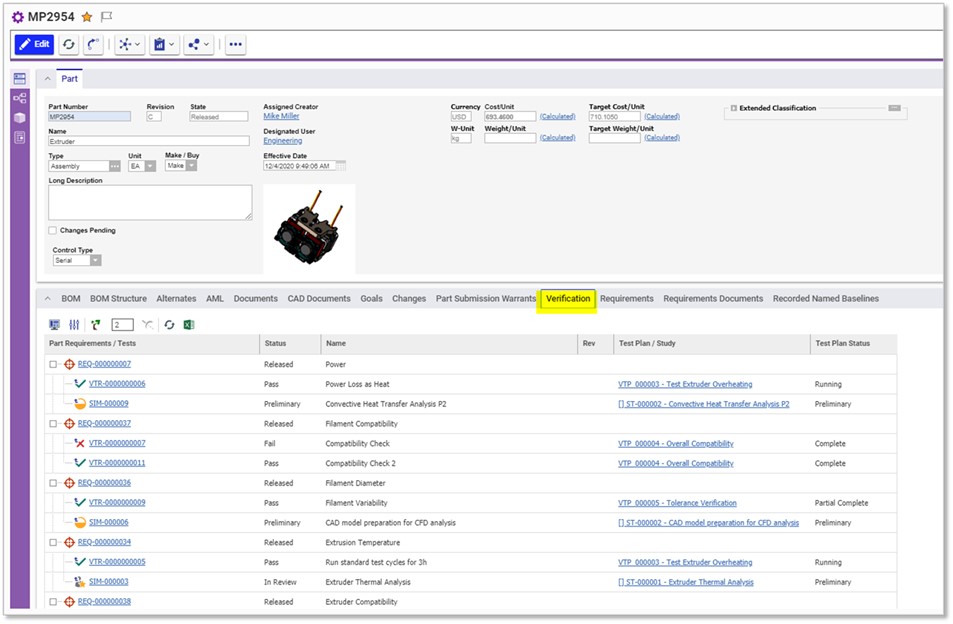 MP2954
Edit
Part
Part Number Revision State Assigned Creator Currency Cost/Unit Target Cost/Unit Extended Classification
MP2954 C Released Mike Miller USD 693.4600 (Calculated) 710.1050 (Calculated)
Name Designated User W-Unit Weight/Unit Target Weight/Unit
Extruder Engineering kg (Calculated) (Calculated)
Type Unit Make / Buy Effective Date
Assembly EA Make 12/4/2020 9:49:06 AM
Long Description
Changes Pending
Control Type
Serial
BOM BOM Structure Alternates AML Documents CAD Documents Goals Changes Part Submission Warrants Verification Requirements Requirements Documents Recorded Named Baselines
2
Part Requirements / Tests Status Name Rev Test Plan / Study Test Plan Status
REQ-000000007 Released Power
VTR-0000000006 Pass Power Loss as Heat VTP_000003 - Test Extruder Overheating Running
SIM-000009 Preliminary Convective Heat Transfer Analysis P2 [] ST-000002 - Convective Heat Transfer Analysis P2 Preliminary
REQ-000000037 Released Filament Compatibility
VTR-0000000007 Fail Compatibility Check VTP_000004 - Overall Compatibility Complete
VTR-0000000011 Pass Compatibility Check 2 VTP_000004 - Overall Compatibility Complete
REQ-000000036 Released Filament Diameter
VTR-0000000009 Pass Filament Variability VTP_000005 - Tolerance Verification Partial Complete
SIM-000006 Preliminary CAD model preparation for CFD analysis [] ST-000002 - CAD model preparation for CFD analysis Preliminary
REQ-000000034 Released Extrusion Temperature
VTR-0000000005 Pass Run standard test cycles for 3h VTP_000003 - Test Extruder Overheating Running
SIM-000003 In Review Extruder Thermal Analysis [] ST-000001 - Extruder Thermal Analysis Preliminary
REQ-000000038 Released Extruder Compatibility